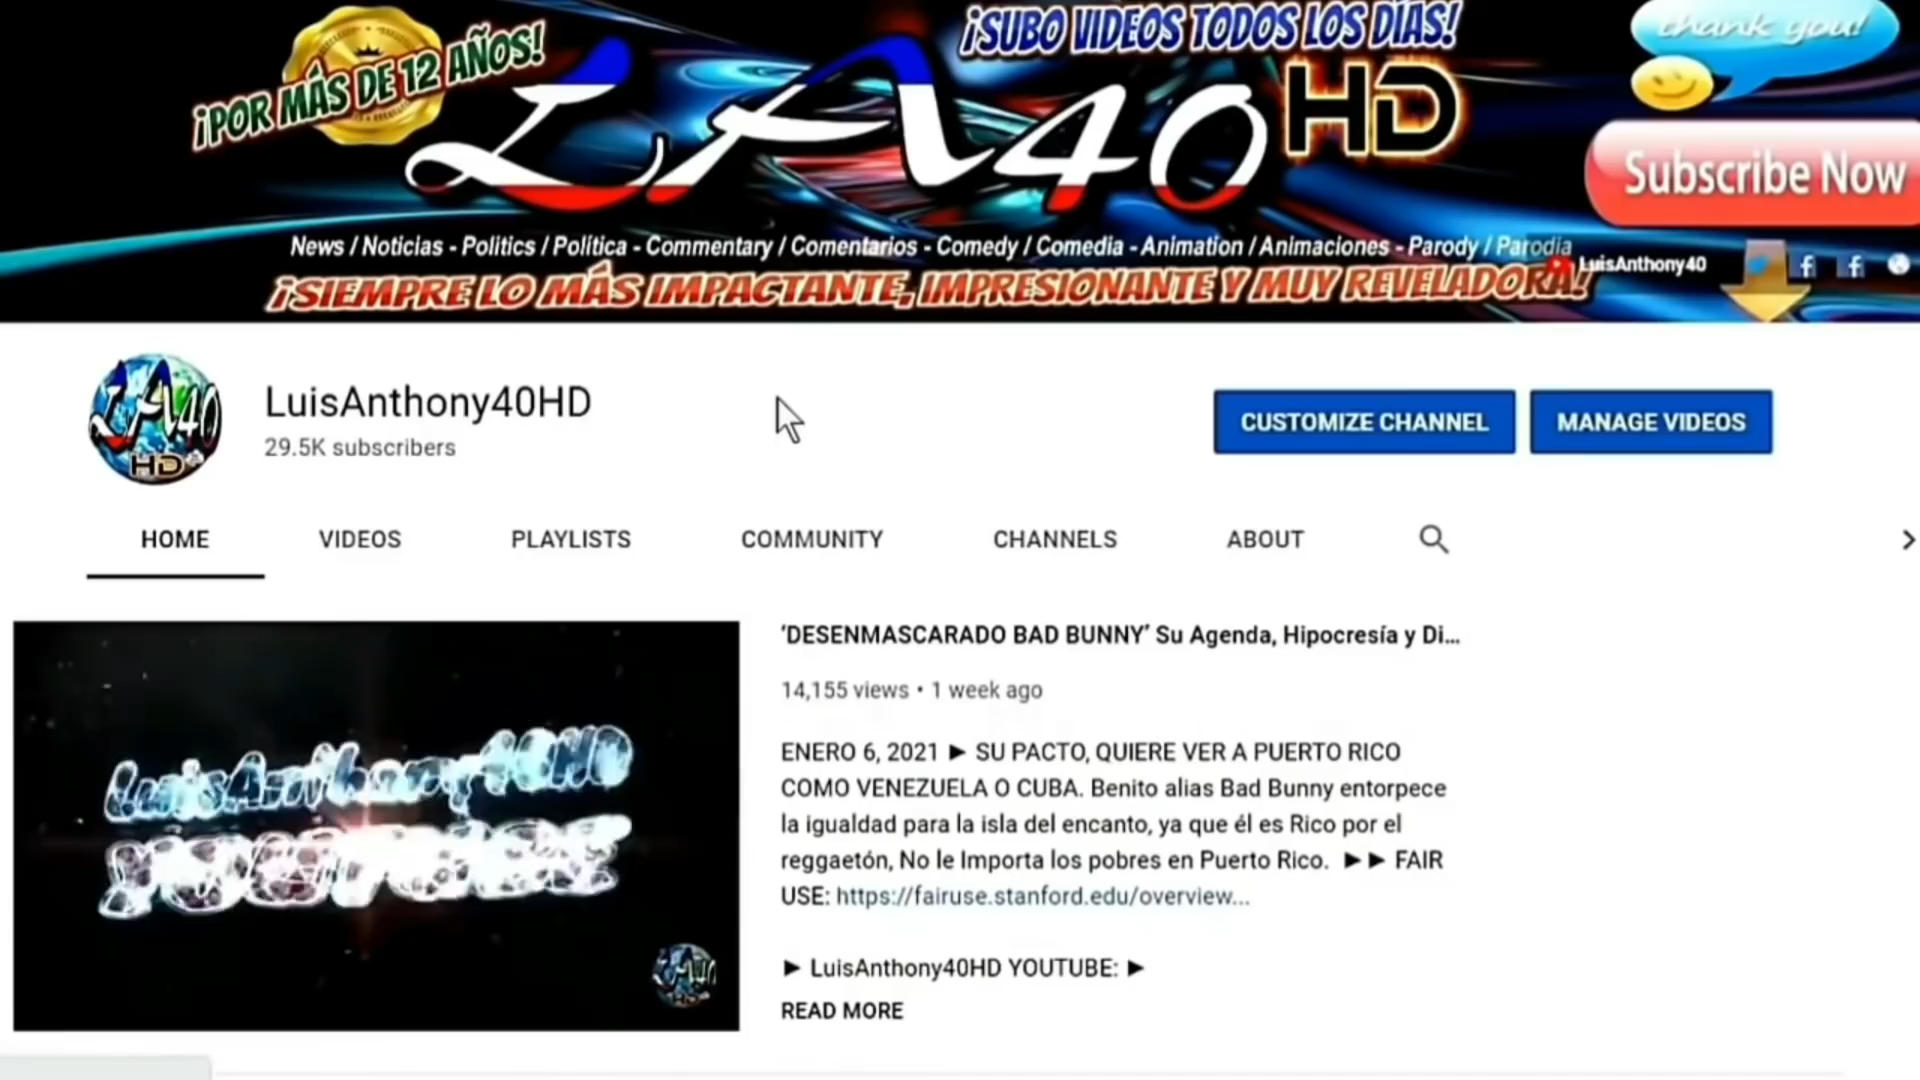 ¡POR MÁS DE 12 AÑOS!
¡SUBO VIDEOS TODOS LOS DÍAS!
LA40 HD
thank you!
Subscribe Now
News / Noticias - Politics / Política - Commentary / Comentarios - Comedy / Comedia - Animation / Animaciones - Parody / Parodia
LuisAnthony40
¡SIEMPRE LO MÁS IMPACTANTE, IMPRESIONANTE Y MUY REVELADORA!
LA40
HD
LuisAnthony40HD
29.5K subscribers
CUSTOMIZE CHANNEL
MANAGE VIDEOS
HOME VIDEOS PLAYLISTS COMMUNITY CHANNELS ABOUT
'DESENMASCARADO BAD BUNNY' Su Agenda, Hipocresía y Di...
14,155 views • 1 week ago
ENERO 6, 2021 ► SU PACTO, QUIERE VER A PUERTO RICO
COMO VENEZUELA O CUBA. Benito alias Bad Bunny entorpece
la igualdad para la isla del encanto, ya que él es Rico por el
reggaetón, No le Importa los pobres en Puerto Rico. ►► FAIR
USE: https://fairuse.stanford.edu/overview...
► LuisAnthony40HD YOUTUBE: ►
READ MORE
LuisAnthony40HD